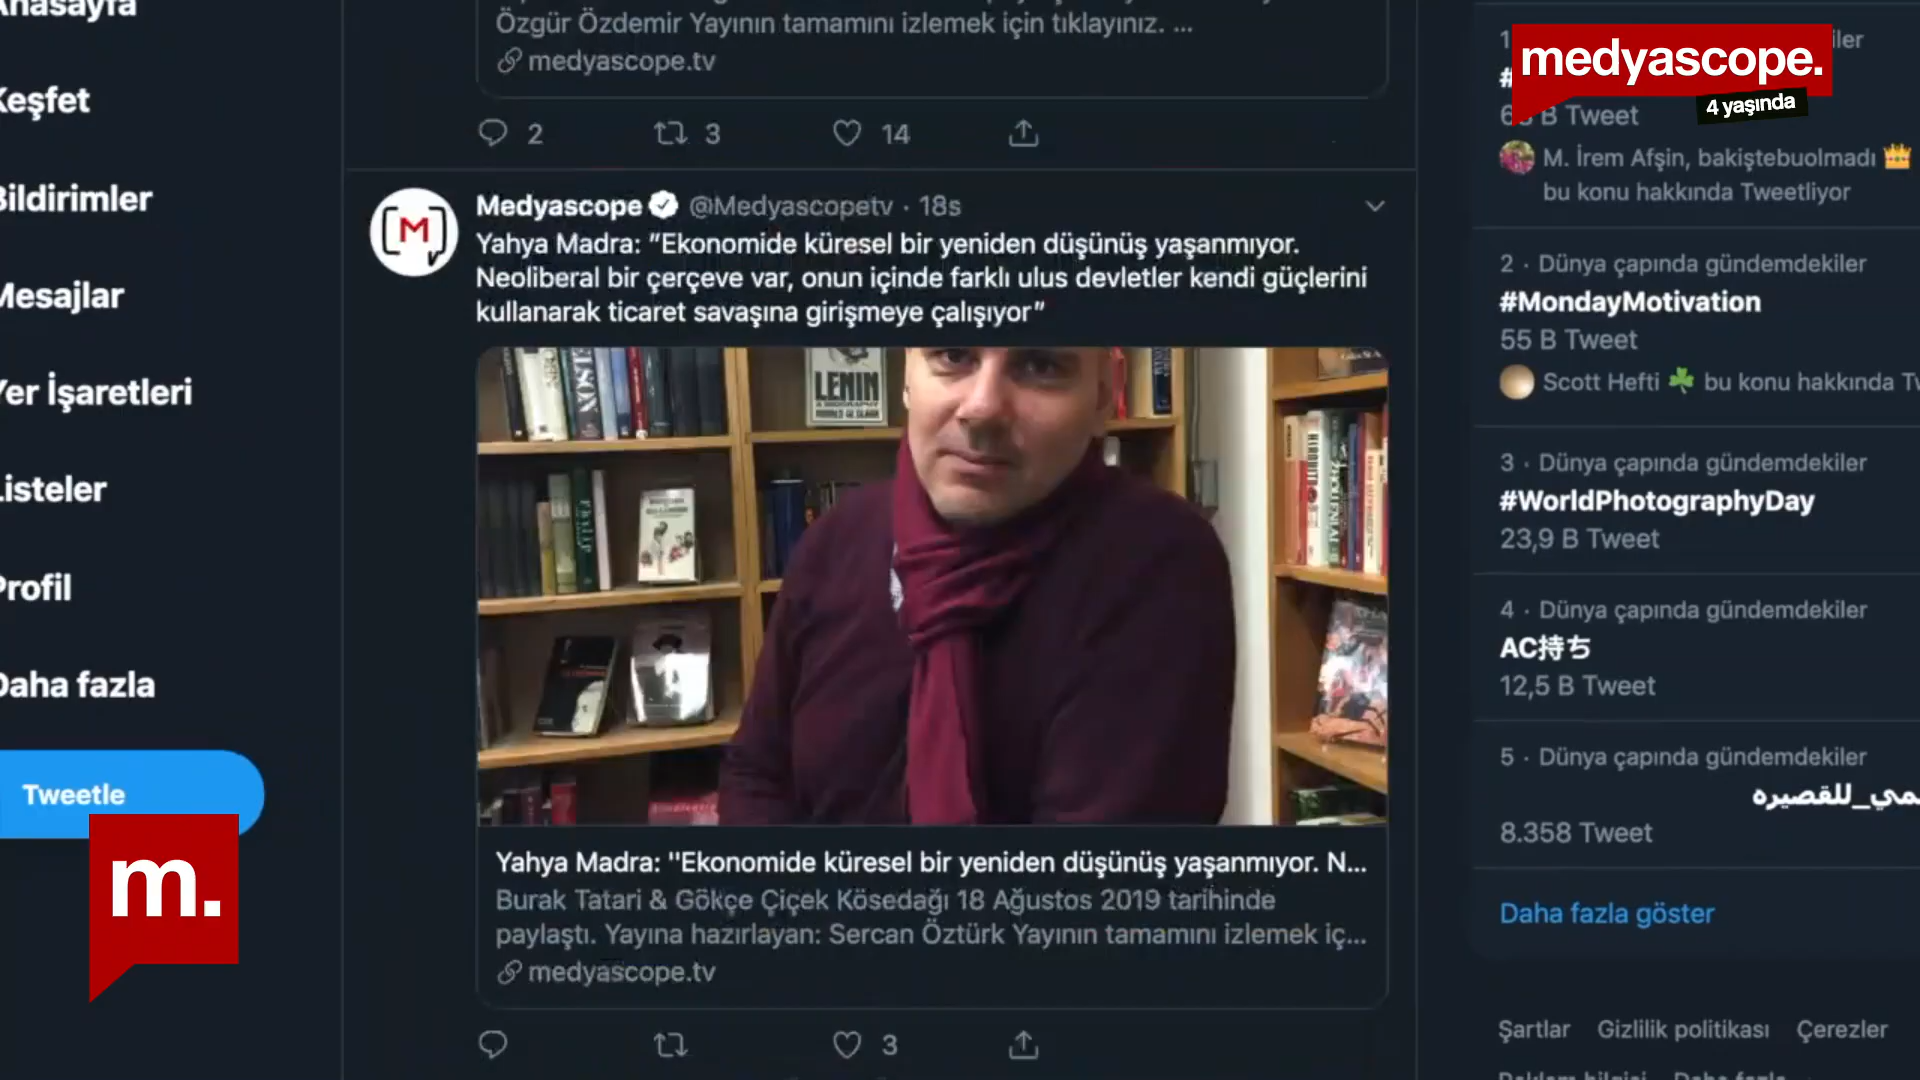 Anasayfa
Keşfet
Bildirimler
Mesajlar
Yer İşaretleri
Listeler
Profil
Daha fazla
Tweetle
m.
Özgür Özdemir Yayının tamamını izlemek için tıklayınız. ...
medyascope.tv
2 3 14
Medyascope @Medyascopetv · 18s
Yahya Madra: “Ekonomide küresel bir yeniden düşünüş yaşanmıyor.
Neoliberal bir çerçeve var, onun içinde farklı ulus devletler kendi güçlerini
kullanarak ticaret savaşına girişmeye çalışıyor”
LENIN
Yahya Madra: "Ekonomide küresel bir yeniden düşünüş yaşanmıyor. N...
Burak Tatari & Gökçe Çiçek Kösedağı 18 Ağustos 2019 tarihinde
paylaştı. Yayına hazırlayan: Sercan Öztürk Yayının tamamını izlemek iç...
medyascope.tv
3
medyascope.
4 yaşında
B Tweet
M. İrem Afşin, bakiştebuolmadı
bu konu hakkında Tweetliyor
2 · Dünya çapında gündemdekiler
#MondayMotivation
55 B Tweet
Scott Hefti ☘ bu konu hakkında Tw
3 · Dünya çapında gündemdekiler
#WorldPhotographyDay
23,9 B Tweet
4 · Dünya çapında gündemdekiler
AC持ち
12,5 B Tweet
5 · Dünya çapında gündemdekiler
مي_للقصيره
8.358 Tweet
Daha fazla göster
Şartlar Gizlilik politikası Çerezler